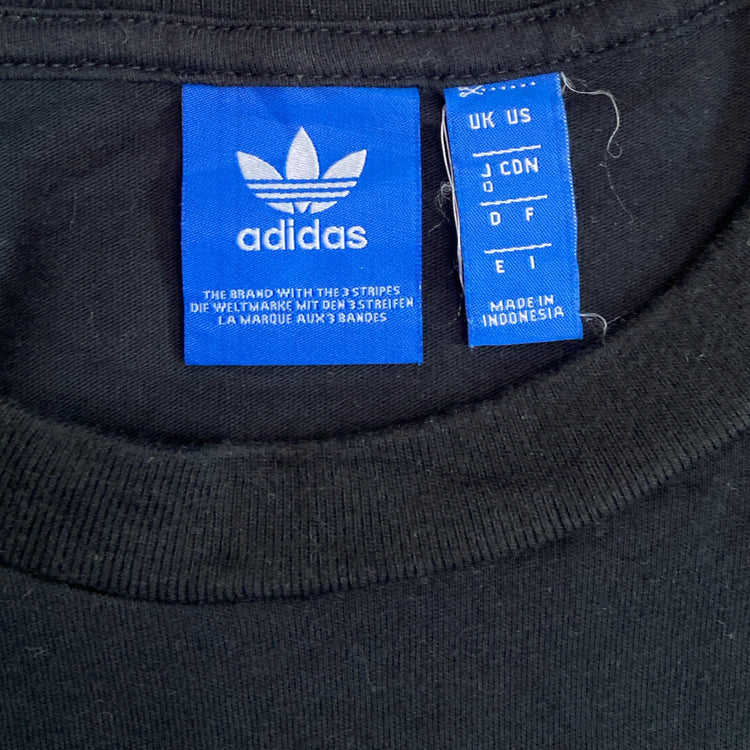 adidas
THE BRAND WITH THE 3 STRIPES
DIE WELTMARKE MIT DEN 3 STREIFEN
LA MARQUE AUX 3 BANDES
UK US
J CDN
O
D F
E I
MADE IN
INDONESIA